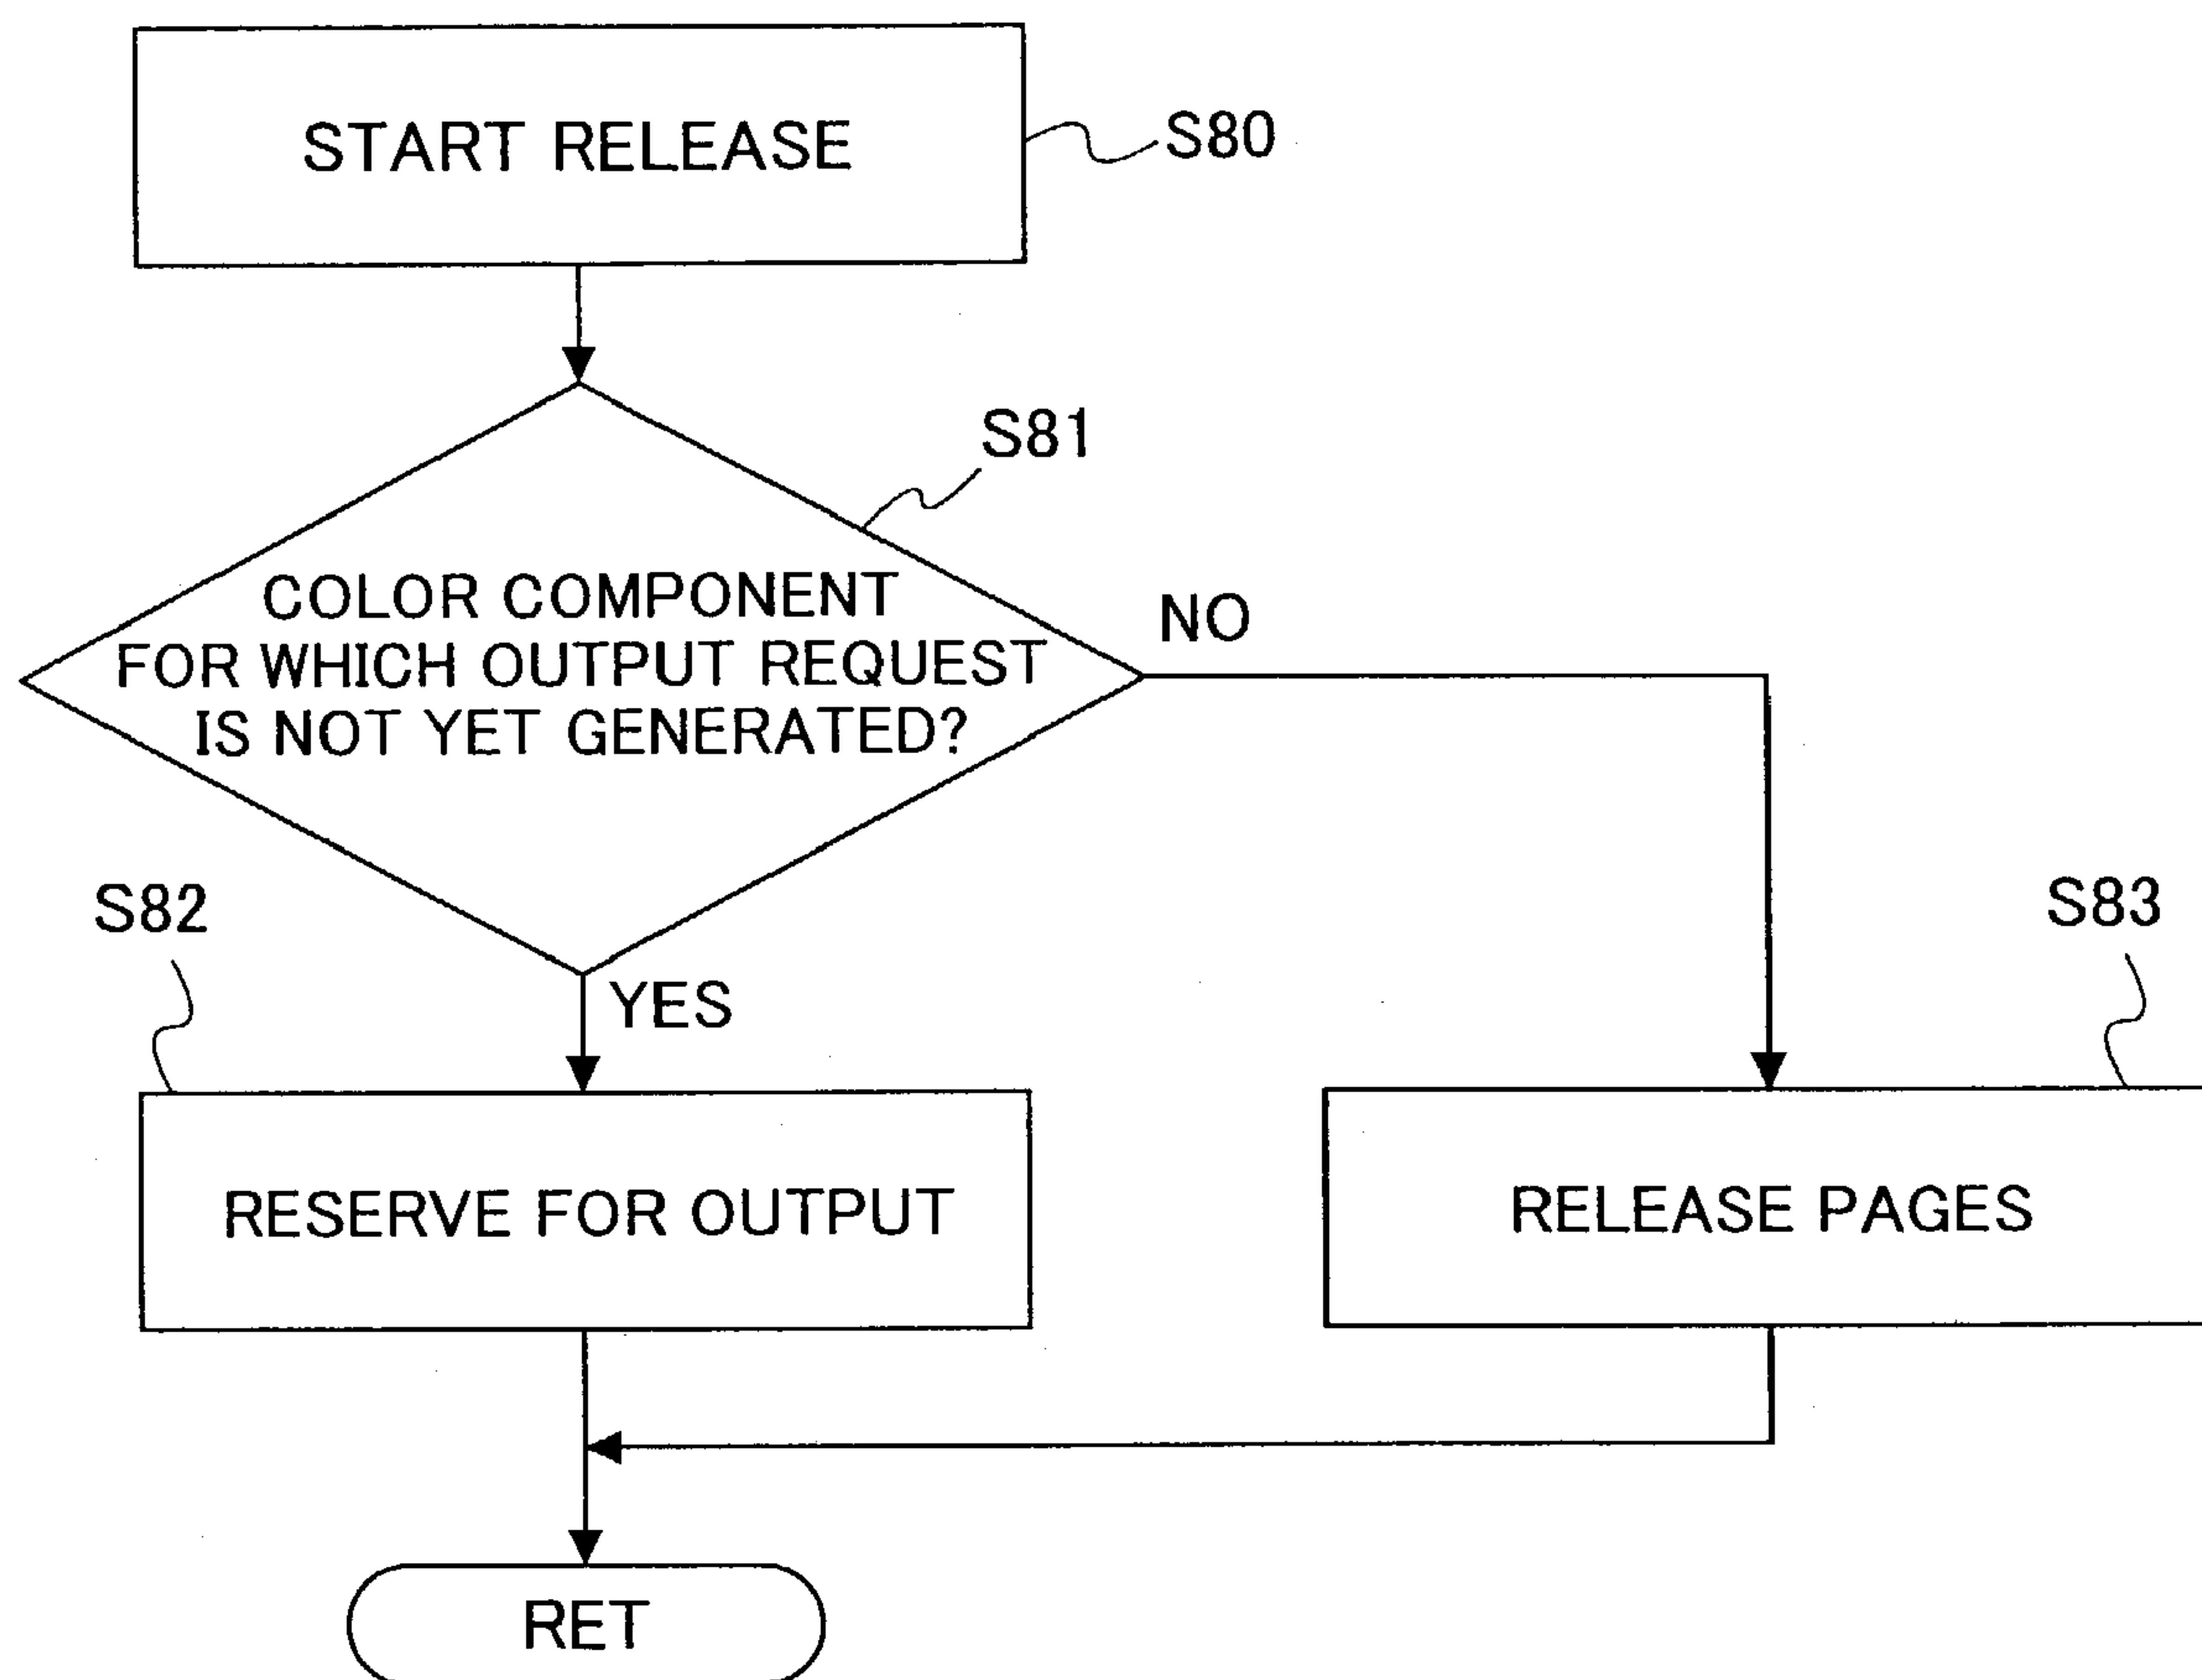 START RELEASE
S80
S81
COLOR COMPONENT
FOR WHICH OUTPUT REQUEST
IS NOT YET GENERATED?
NO
YES
S82
S83
RESERVE FOR OUTPUT
RELEASE PAGES
RET